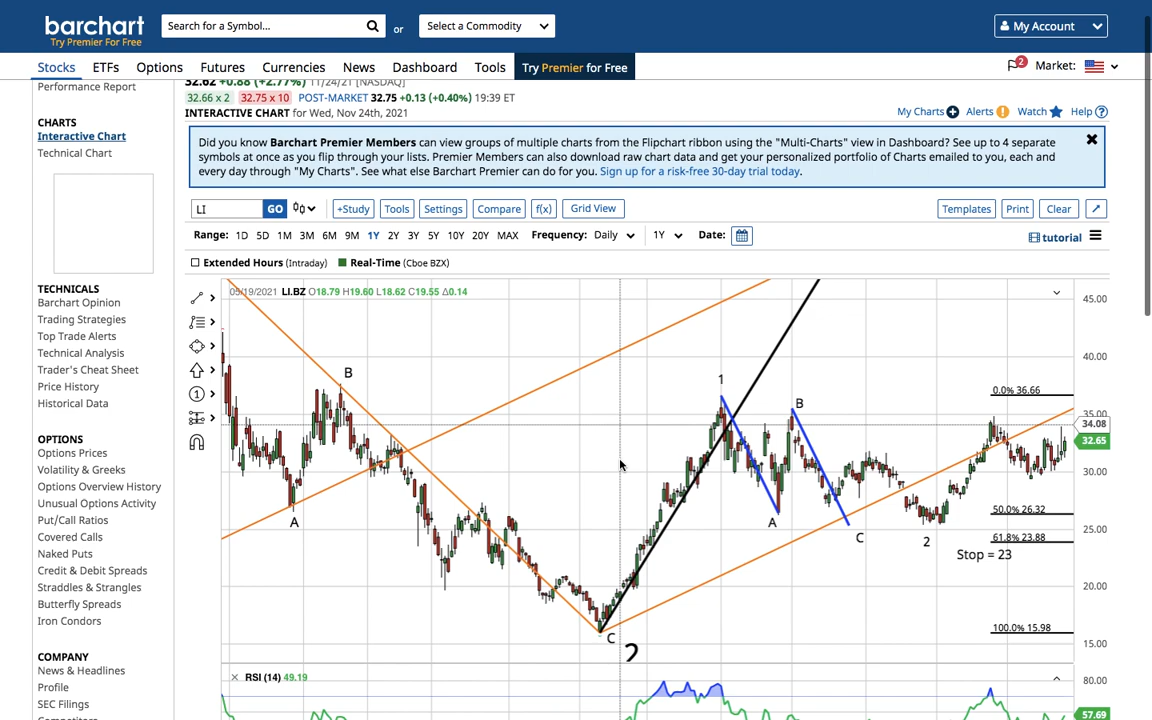 barchart
Try Premier For Free
Search for a Symbol...
or
Select a Commodity
My Account
Stocks ETFs Options Futures Currencies News Dashboard Tools Try Premier for Free
2 Market:
32.62 +0.88 (+2.77%) 11/24/21 [NASDAQ]
32.66 x 2 32.75 x 10 POST-MARKET 32.75 +0.13 (+0.40%) 19:39 ET
INTERACTIVE CHART for Wed, Nov 24th, 2021
My Charts Alerts Watch Help
Did you know Barchart Premier Members can view groups of multiple charts from the Flipchart ribbon using the "Multi-Charts" view in Dashboard? See up to 4 separate
symbols at once as you flip through your lists. Premier Members can also download raw chart data and get your personalized portfolio of Charts emailed to you, each and
every day through "My Charts". See what else Barchart Premier can do for you. Sign up for a risk-free 30-day trial today.
LI GO +Study Tools Settings Compare f(x) Grid View Templates Print Clear
Range: 1D 5D 1M 3M 6M 9M 1Y 2Y 3Y 5Y 10Y 20Y MAX Frequency: Daily 1Y Date:
tutorial
Extended Hours (Intraday) Real-Time (Cboe BZX)
05/19/2021 LI.BZ O18.79 H19.60 L18.62 C19.55 Δ0.14
45.00
40.00
35.00
34.08
32.65
30.00
25.00
20.00
15.00
0.0% 36.66
50.0% 26.32
61.8% 23.88
100.0% 15.98
B
A
C
2
1
A
B
C
2
Stop = 23
1
RSI (14) 49.19
80.00
57.69
Performance Report
CHARTS
Interactive Chart
Technical Chart
TECHNICALS
Barchart Opinion
Trading Strategies
Top Trade Alerts
Technical Analysis
Trader's Cheat Sheet
Price History
Historical Data
OPTIONS
Options Prices
Volatility & Greeks
Options Overview History
Unusual Options Activity
Put/Call Ratios
Covered Calls
Naked Puts
Credit & Debit Spreads
Straddles & Strangles
Butterfly Spreads
Iron Condors
COMPANY
News & Headlines
Profile
SEC Filings